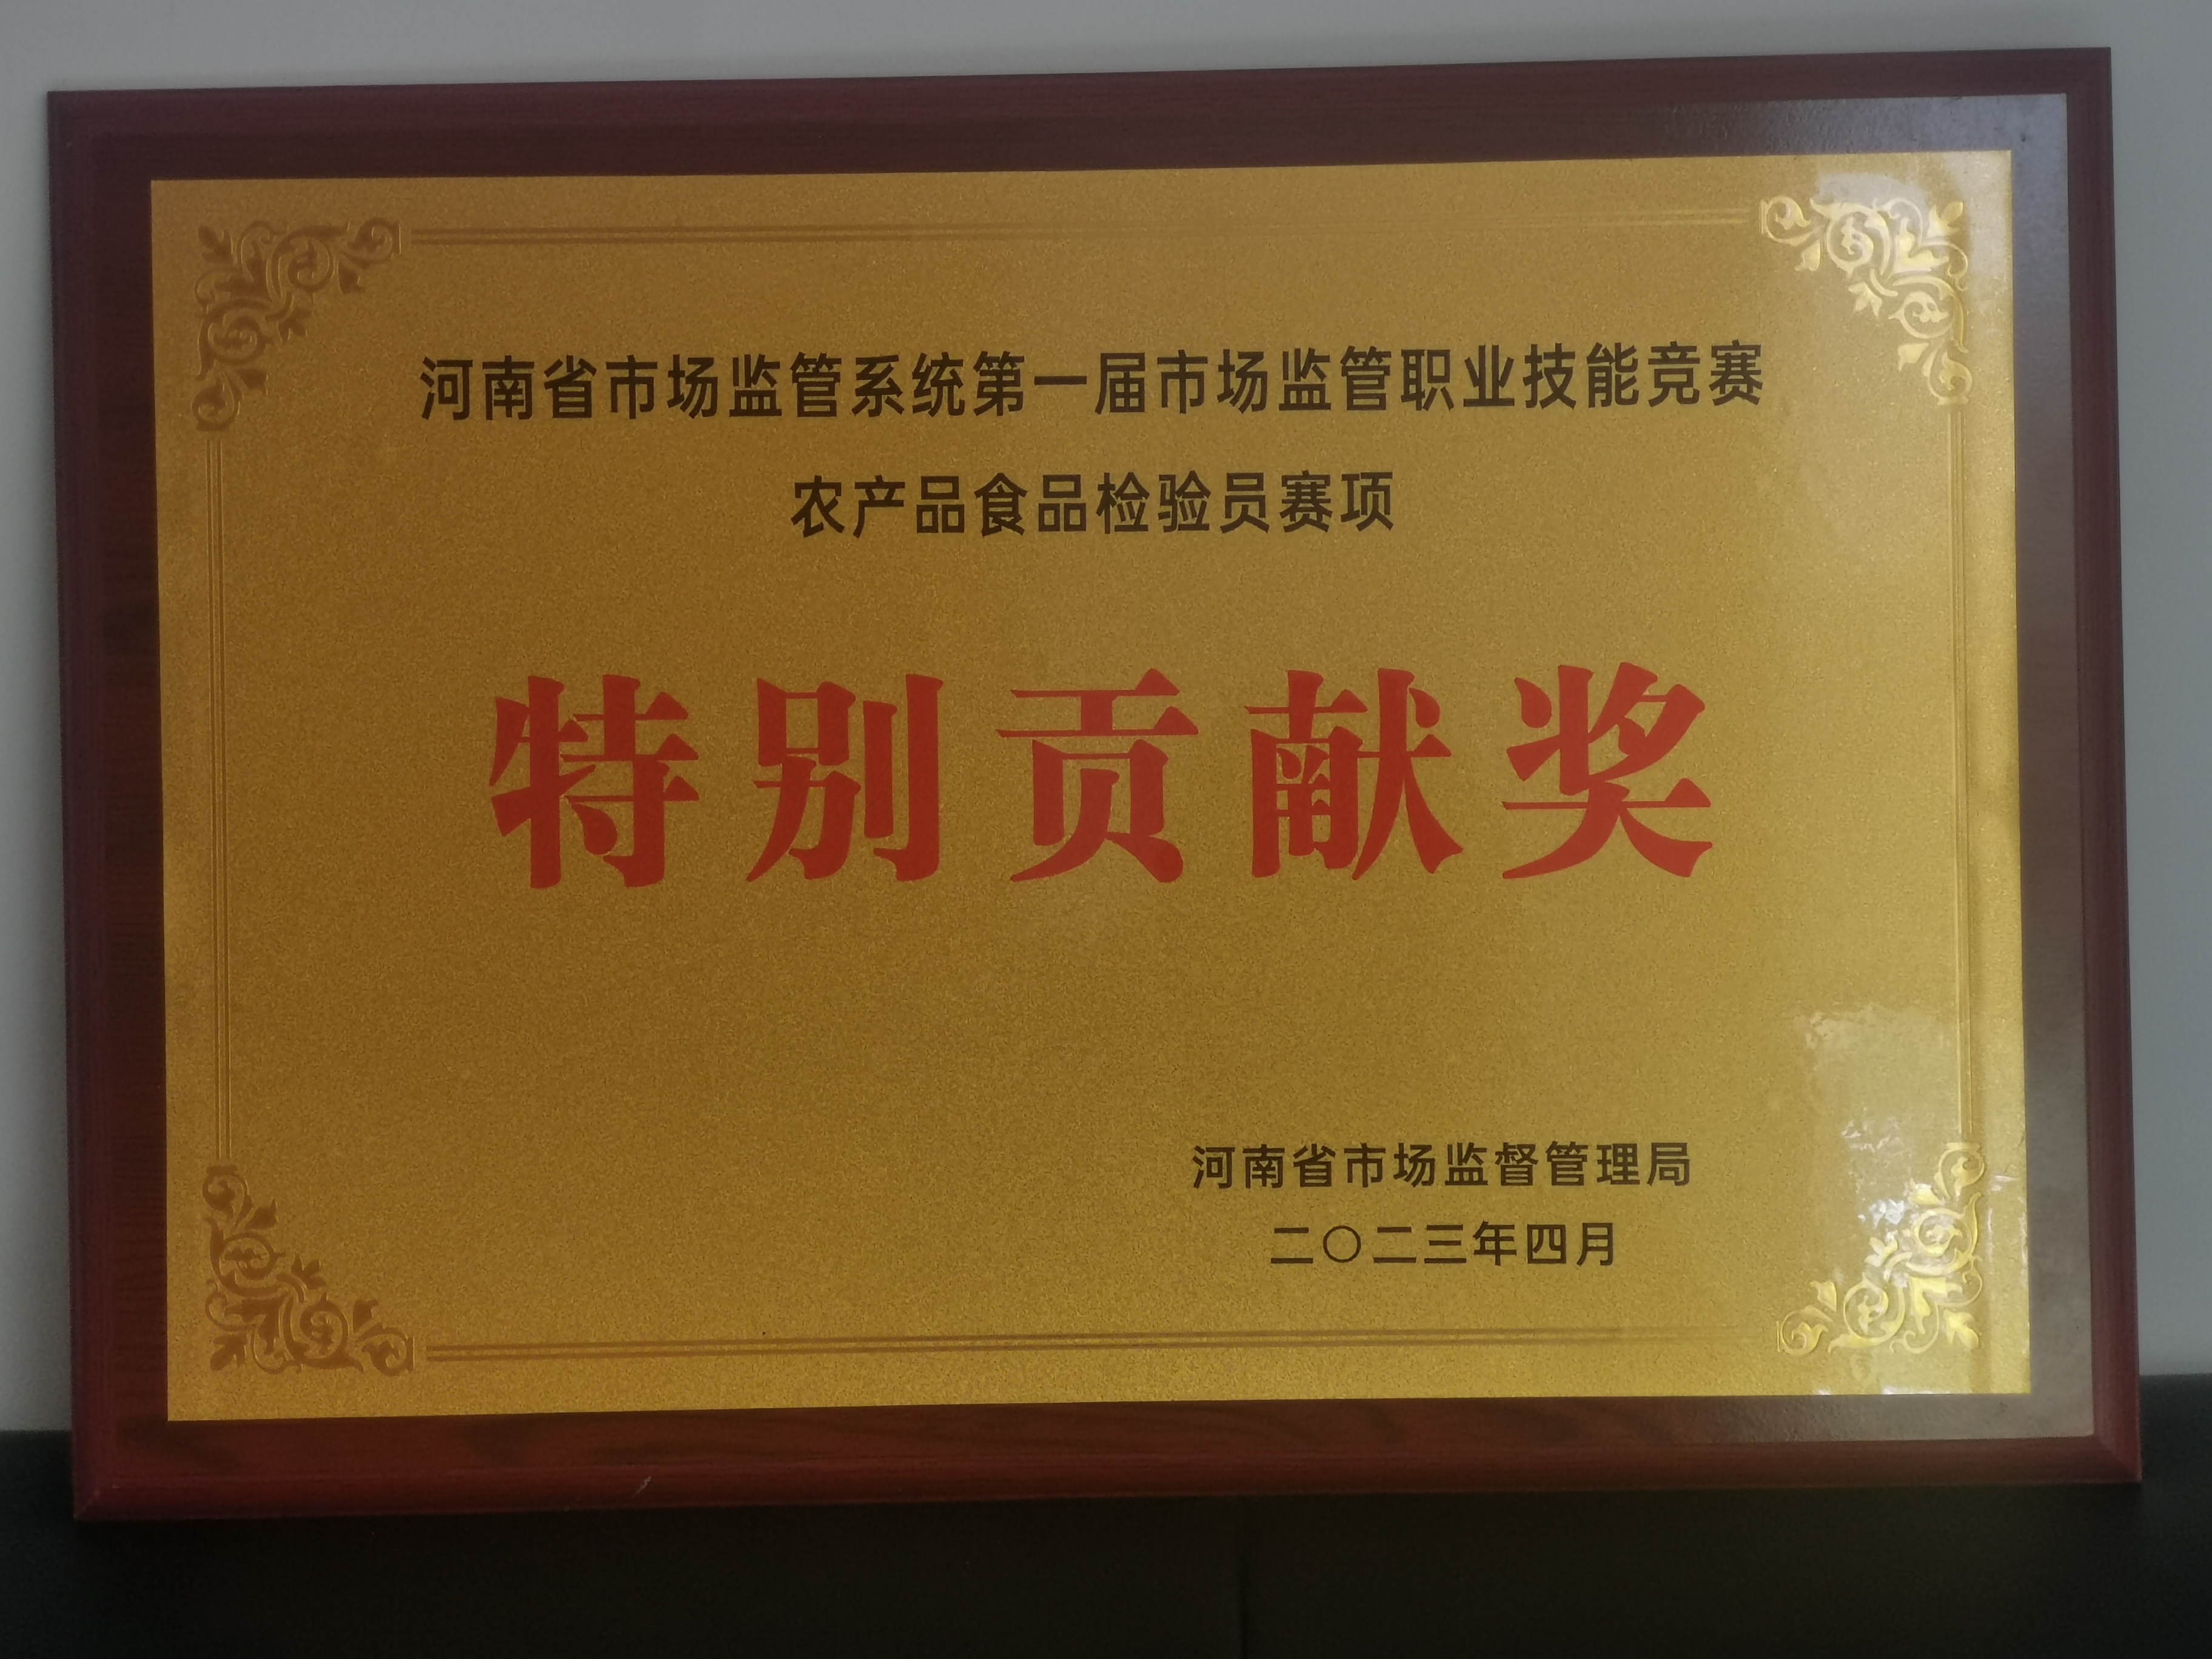 河南省市场监管系统第一届市场监管职业技能竞赛
农产品食品检验员赛项
特别贡献奖
河南省市场监督管理局
二〇二三年四月